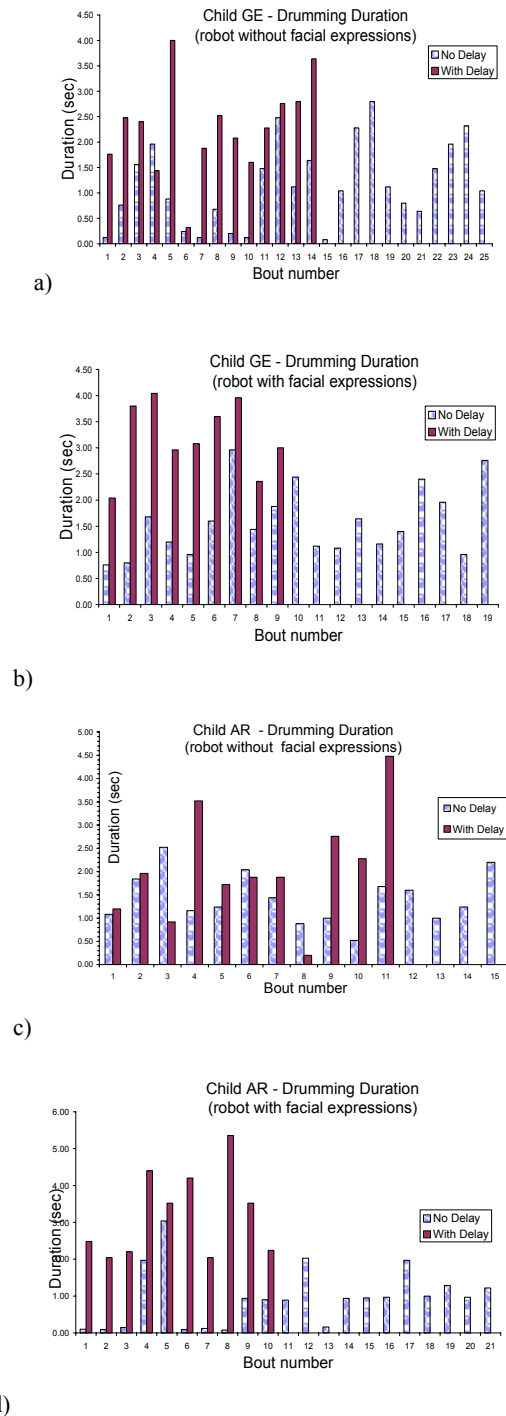 Child GE - Drumming Duration
(robot without facial expressions)
4.50
4.00
3.50
3.00
2.50
2.00
1.50
1.00
0.50
0.00
Duration (sec)
No Delay
With Delay
1 2 3 4 5 6 7 8 9 10 11 12 13 14 15 16 17 18 19 20 21 22 23 24 25
Bout number
a)
Child GE - Drumming Duration
(robot with facial expressions)
4.50
4.00
3.50
3.00
2.50
2.00
1.50
1.00
0.50
0.00
Duration (sec)
No Delay
With Delay
1 2 3 4 5 6 7 8 9 10 11 12 13 14 15 16 17 18 19
Bout number
b)
Child AR - Drumming Duration
(robot without facial expressions)
5.00
4.50
4.00
3.50
3.00
2.50
2.00
1.50
1.00
0.50
0.00
Duration (sec)
No Delay
With Delay
1 2 3 4 5 6 7 8 9 10 11 12 13 14 15
Bout number
c)
Child AR - Drumming Duration
(robot with facial expressions)
6.00
5.00
4.00
1.00
0.00
Duration (sec)
No Delay
With Delay
1 2 3 4 5 6 7 8 9 10 11 12 13 14 15 16 17 18 19 20 21
Bout number